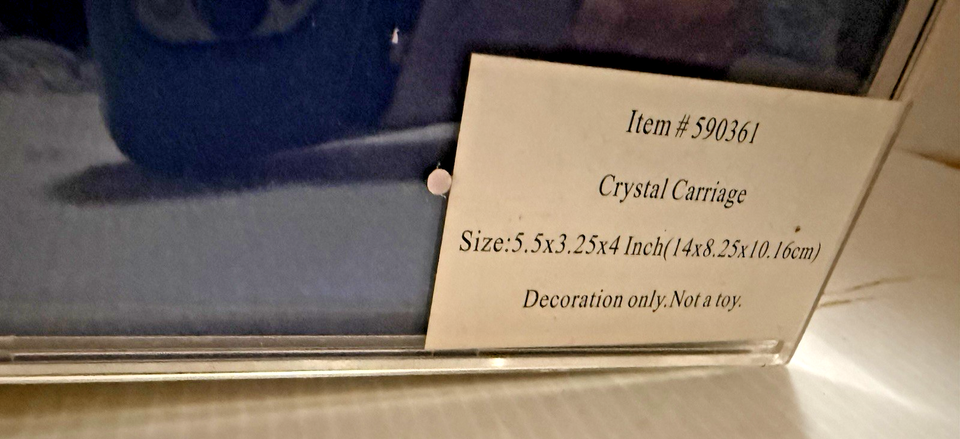 Item # 590361
Crystal Carriage
Size:5.5x3.25x4 Inch(14x8.25x10.16cm)
Decoration only.Not a toy.